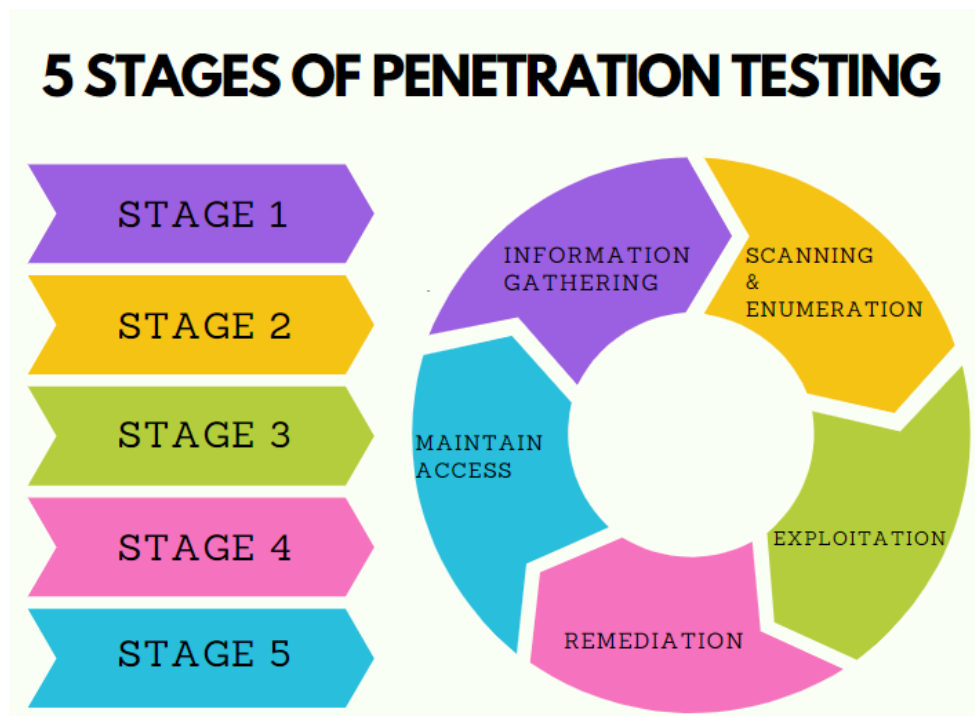 5 STAGES OF PENETRATION TESTING
STAGE 1
STAGE 2
STAGE 3
STAGE 4
STAGE 5
INFORMATION
GATHERING
SCANNING
&
ENUMERATION
EXPLOITATION
REMEDIATION
MAINTAIN
ACCESS